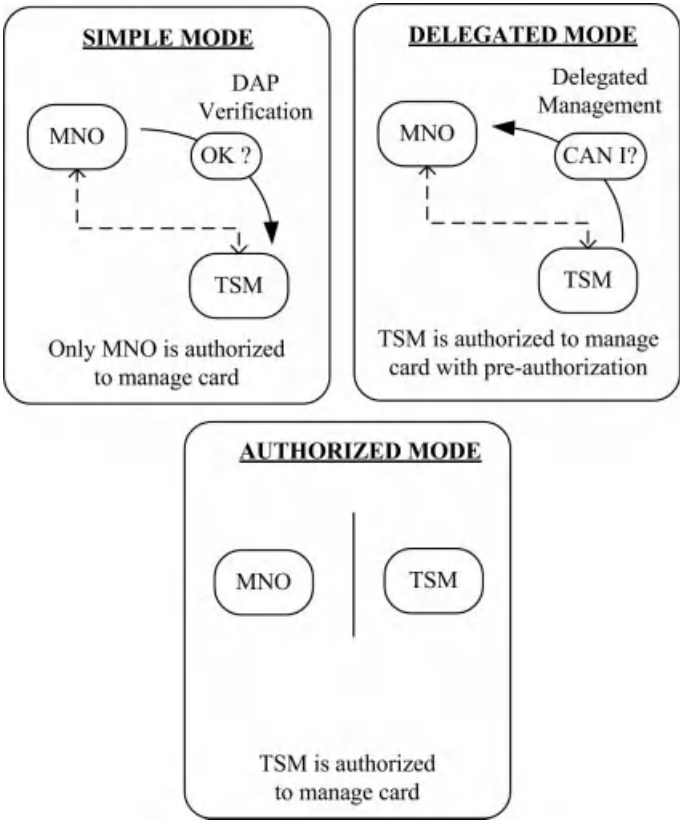 SIMPLE MODE
DAP
Verification
MNO
OK ?
TSM
Only MNO is authorized
to manage card
DELEGATED MODE
Delegated
Management
MNO
CAN I?
TSM
TSM is authorized to manage
card with pre-authorization
AUTHORIZED MODE
MNO
TSM
TSM is authorized
to manage card